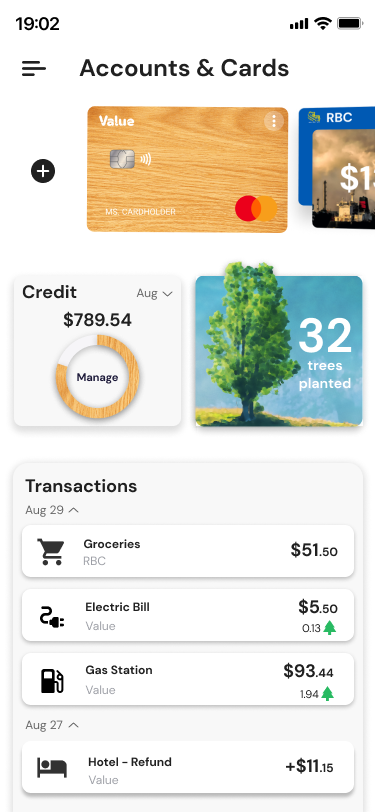 19:02
Accounts & Cards
Value
MS. CARDHOLDER
RBC
Credit
Aug
$789.54
Manage
32
trees
planted
Transactions
Aug 29
Groceries
RBC
$51.50
Electric Bill
Value
$5.50
0.13
Gas Station
Value
$93.44
1.94
Aug 27
Hotel - Refund
Value
+$11.15